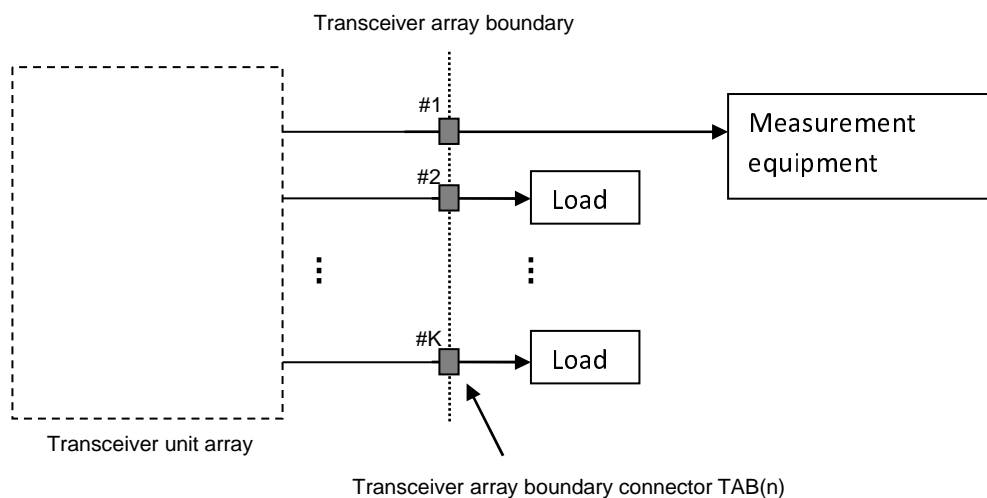 Transceiver array boundary
#1
Measurement
equipment
#2
Load
#K
Load
Transceiver unit array
Transceiver array boundary connector TAB(n)